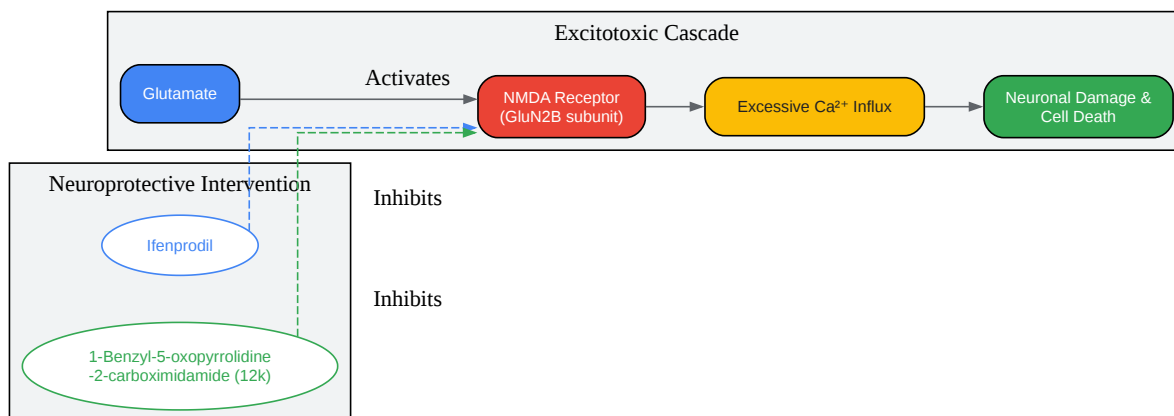 Excitotoxic Cascade
Glutamate
Activates
NMDA Receptor
(GluN2B subunit)
Excessive Ca²⁺ Influx
Neuronal Damage &
Cell Death
Neuroprotective Intervention
Inhibits
Ifenprodil
Inhibits
1-Benzyl-5-oxopyrrolidine
-2-carboximidamide (12k)